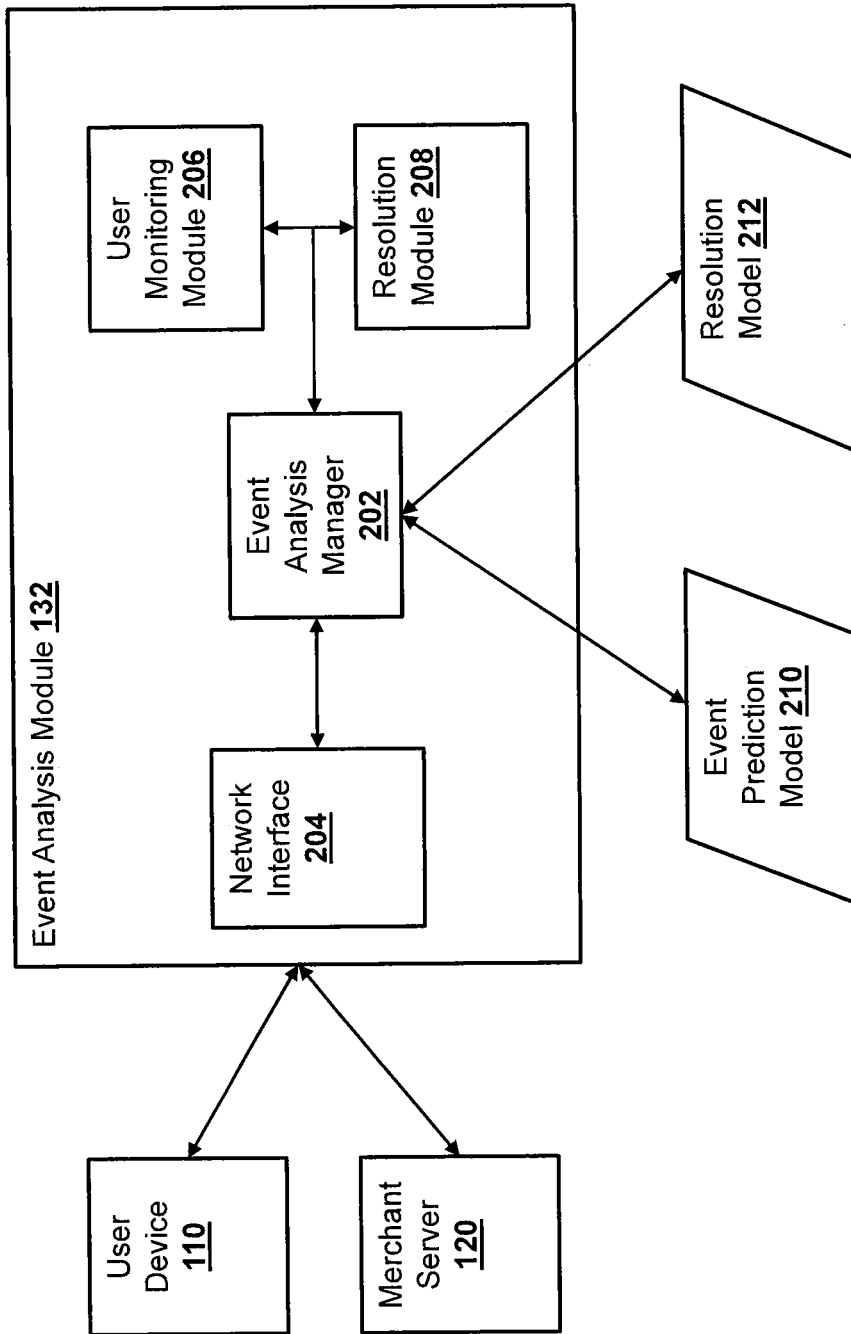 Event Analysis Module 132
User
Device
110
Merchant
Server
120
Network
Interface
204
Event
Analysis
Manager
202
User
Monitoring
Module 206
Resolution
Module 208
Event
Prediction
Model 210
Resolution
Model 212